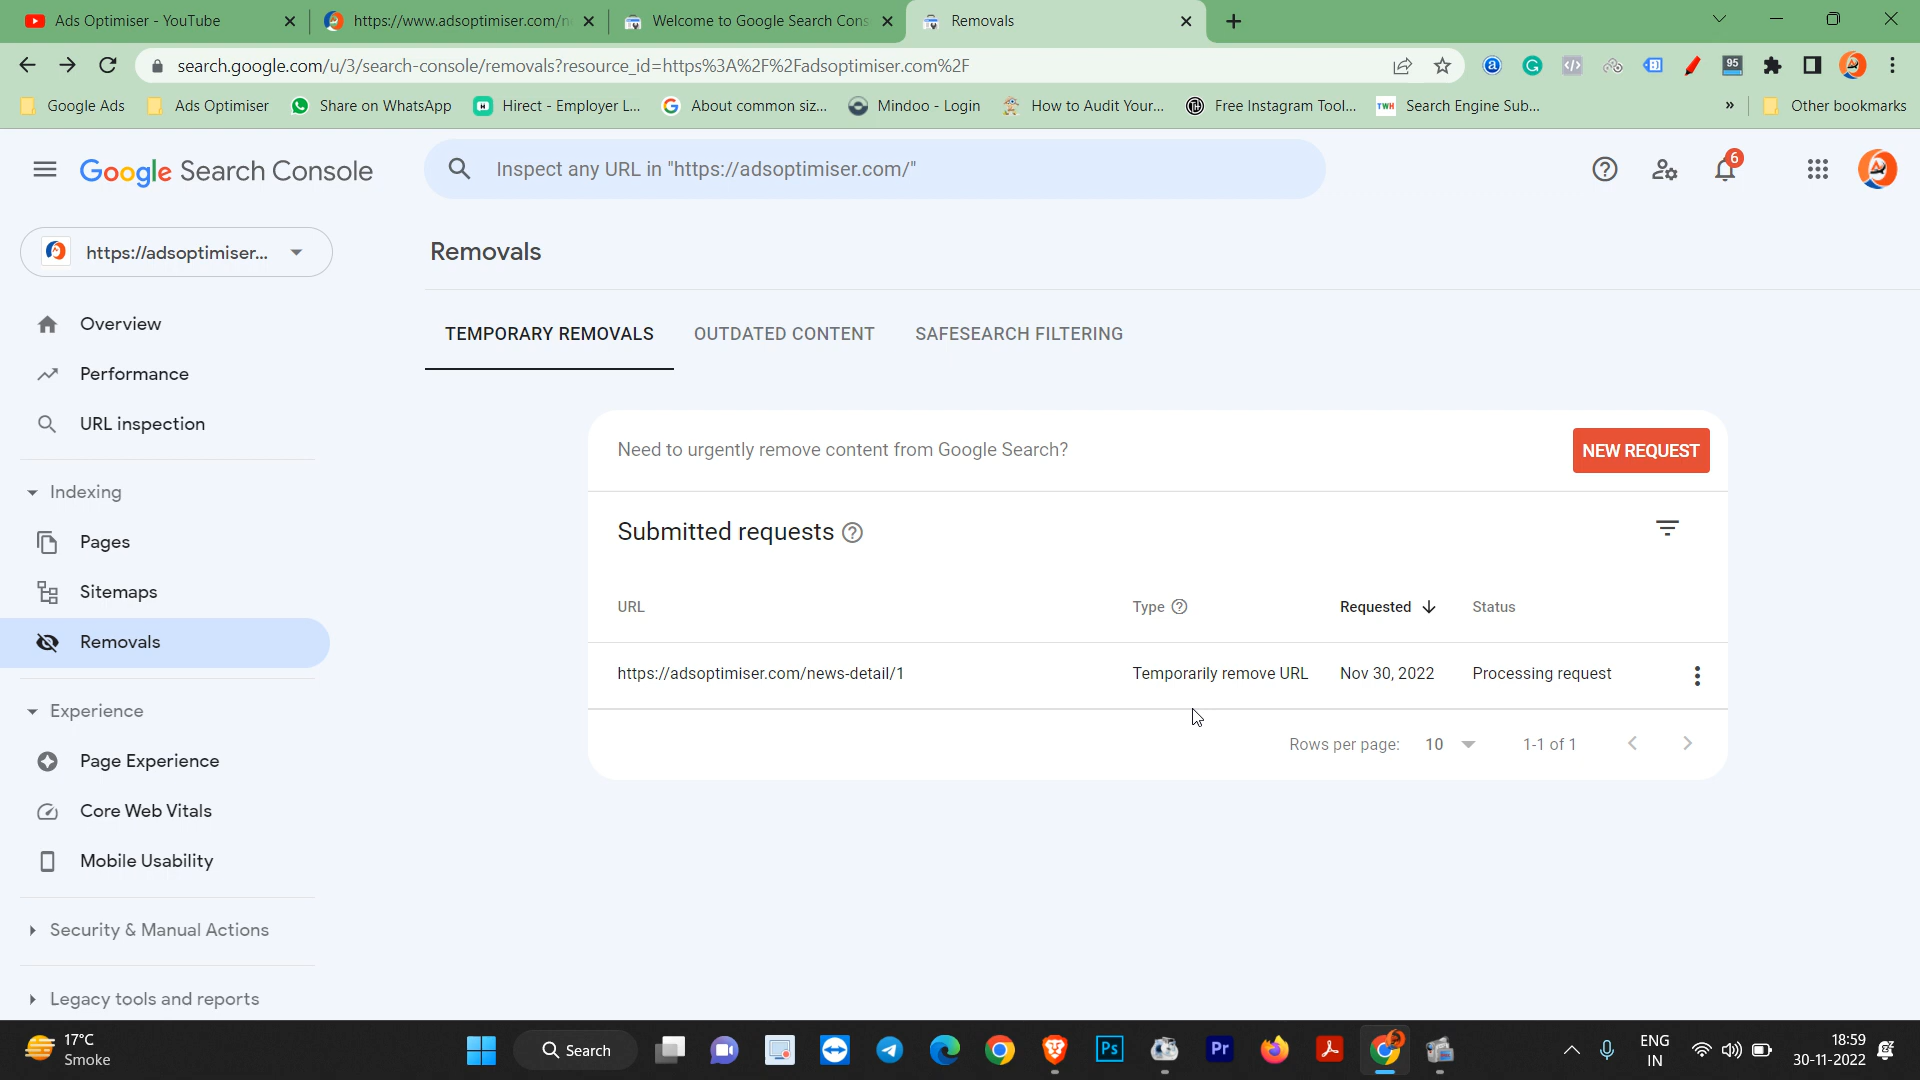 Ads Optimiser - YouTube
https://www.adsoptimiser.com/n
Welcome to Google Search Cons
Removals
search.google.com/u/3/search-console/removals?resource_id=https%3A%2F%2Fadsoptimiser.com%2F
95
Google Ads
Ads Optimiser
Share on WhatsApp
Hirect - Employer L...
About common siz...
Mindoo - Login
How to Audit Your...
Free Instagram Tool...
TWH
Search Engine Sub...
»
Other bookmarks
Google Search Console
Inspect any URL in "https://adsoptimiser.com/"
6
https://adsoptimiser...
Removals
Overview
TEMPORARY REMOVALS
OUTDATED CONTENT
SAFESEARCH FILTERING
Performance
URL inspection
Need to urgently remove content from Google Search?
NEW REQUEST
Indexing
Submitted requests
Pages
Sitemaps
URL
Type
Requested
Status
Removals
https://adsoptimiser.com/news-detail/1
Temporarily remove URL
Nov 30, 2022
Processing request
Experience
Rows per page: 10
1-1 of 1
Page Experience
Core Web Vitals
Mobile Usability
Security & Manual Actions
Legacy tools and reports
17°C
Smoke
Search
Ps
Pr
ENG
IN
18:59
30-11-2022